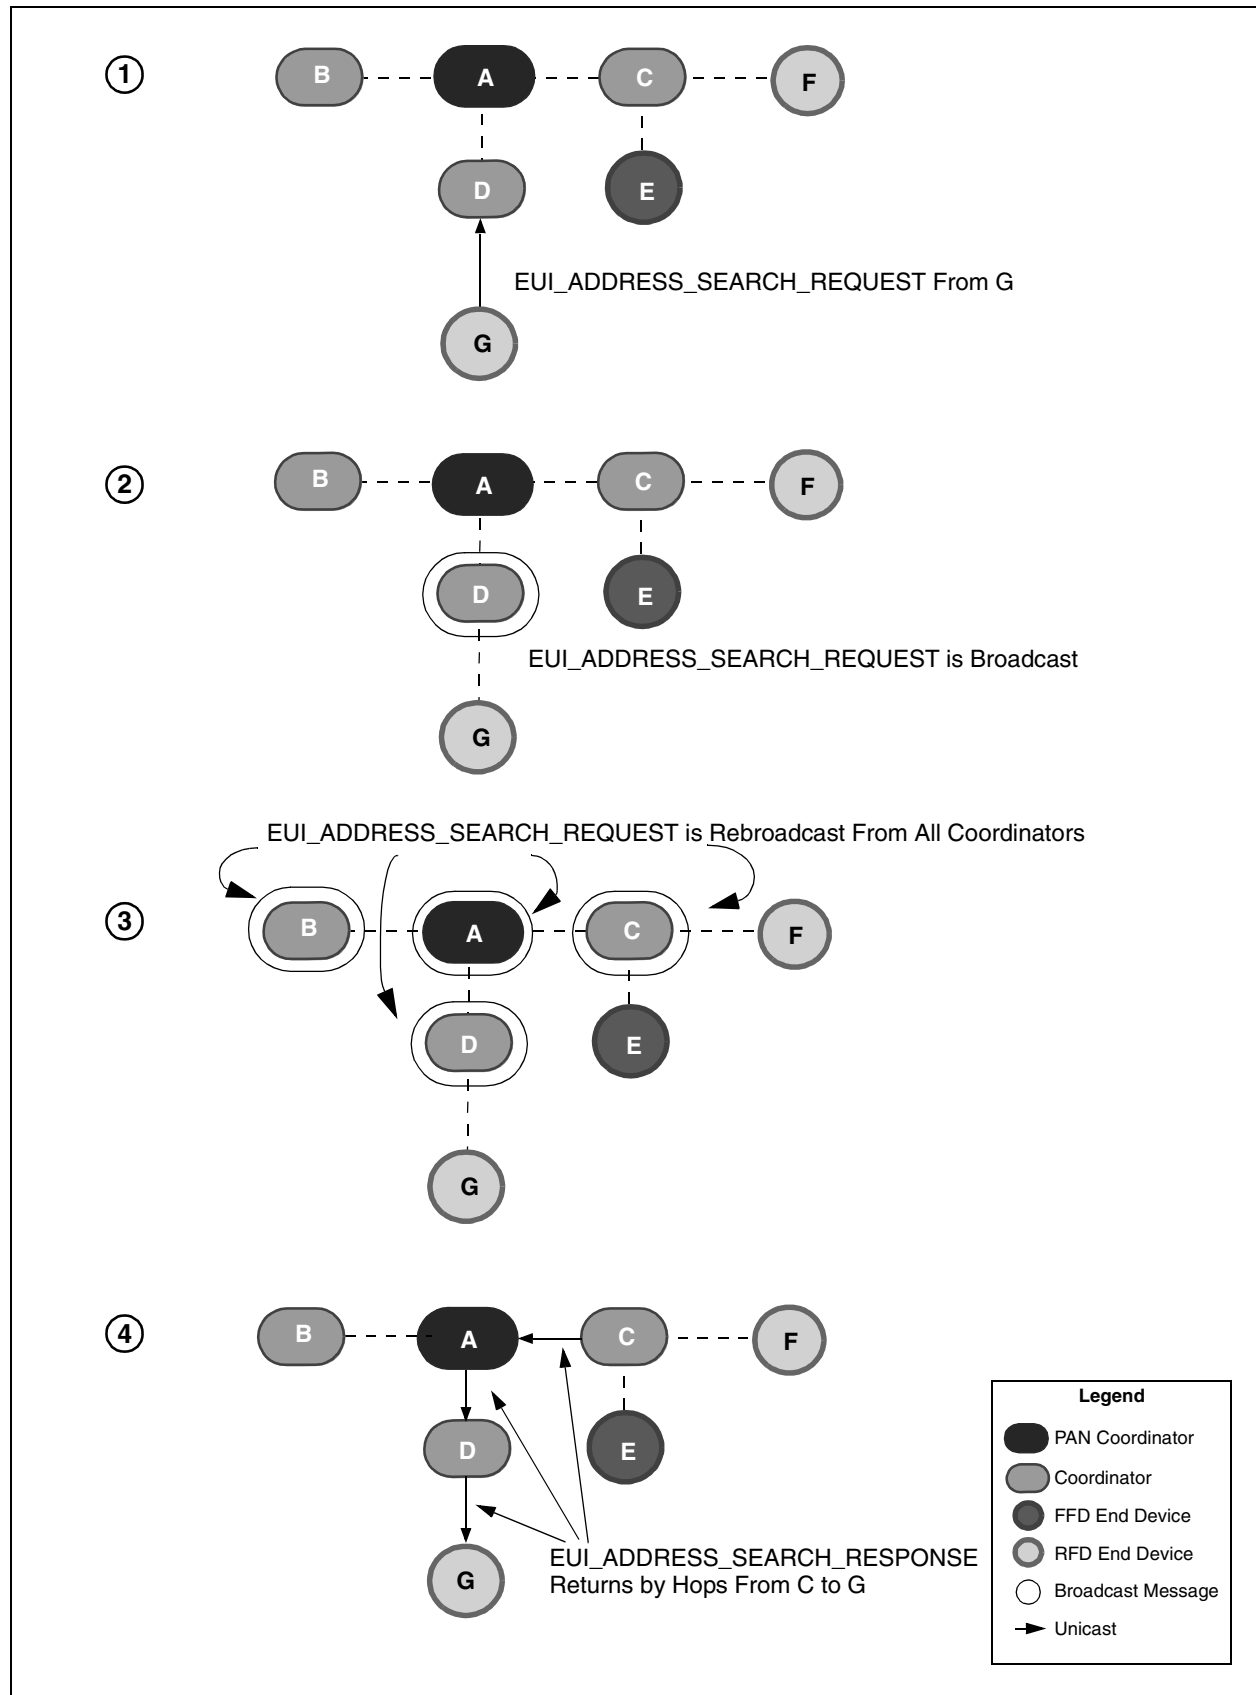 1
B
A
C
F
D
E
EUI_ADDRESS_SEARCH_REQUEST From G
G
2
B
A
C
F
D
E
EUI_ADDRESS_SEARCH_REQUEST is Broadcast
G
EUI_ADDRESS_SEARCH_REQUEST is Rebroadcast From All Coordinators
3
B
A
C
F
D
E
G
4
B
A
C
F
D
E
G
EUI_ADDRESS_SEARCH_RESPONSE
Returns by Hops From C to G
Legend
PAN Coordinator
Coordinator
FFD End Device
RFD End Device
Broadcast Message
Unicast